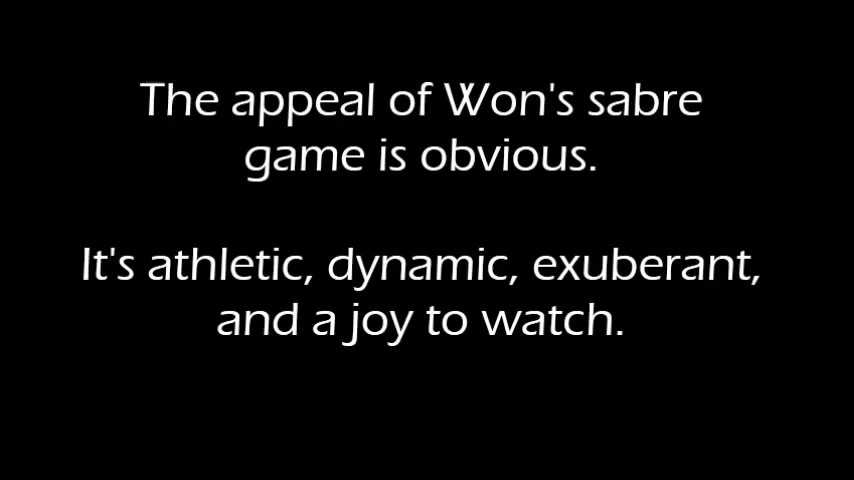 The appeal of Won's sabre
game is obvious.
It's athletic, dynamic, exuberant,
and a joy to watch.